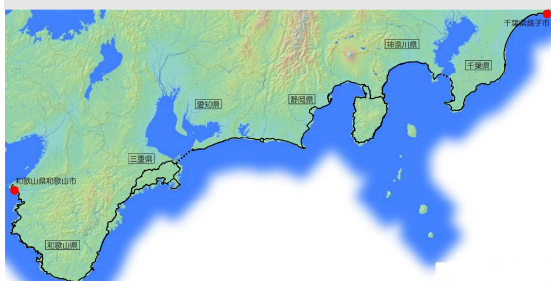 千葉県銚子市
神奈川県
千葉県
静岡県
愛知県
三重県
和歌山県和歌山市
和歌山県